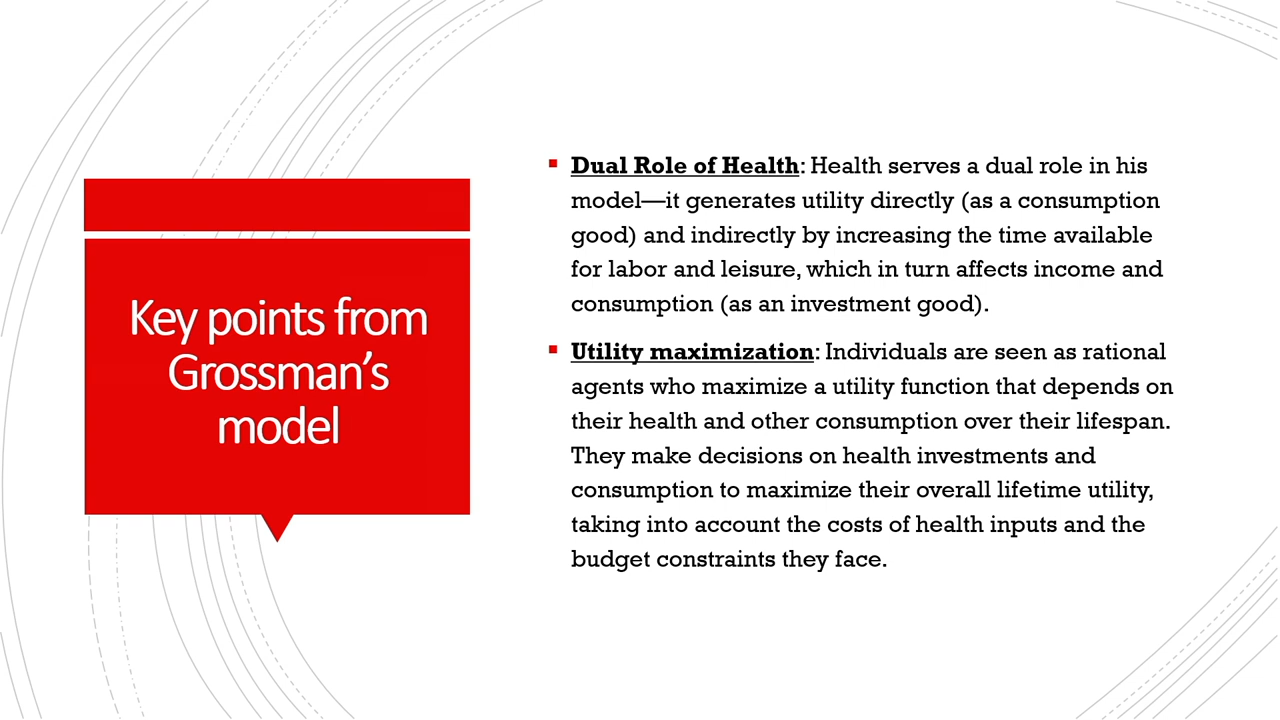 Key points from
Grossman's
model
Dual Role of Health: Health serves a dual role in his
model—it generates utility directly (as a consumption
good) and indirectly by increasing the time available
for labor and leisure, which in turn affects income and
consumption (as an investment good).
Utility maximization: Individuals are seen as rational
agents who maximize a utility function that depends on
their health and other consumption over their lifespan.
They make decisions on health investments and
consumption to maximize their overall lifetime utility,
taking into account the costs of health inputs and the
budget constraints they face.